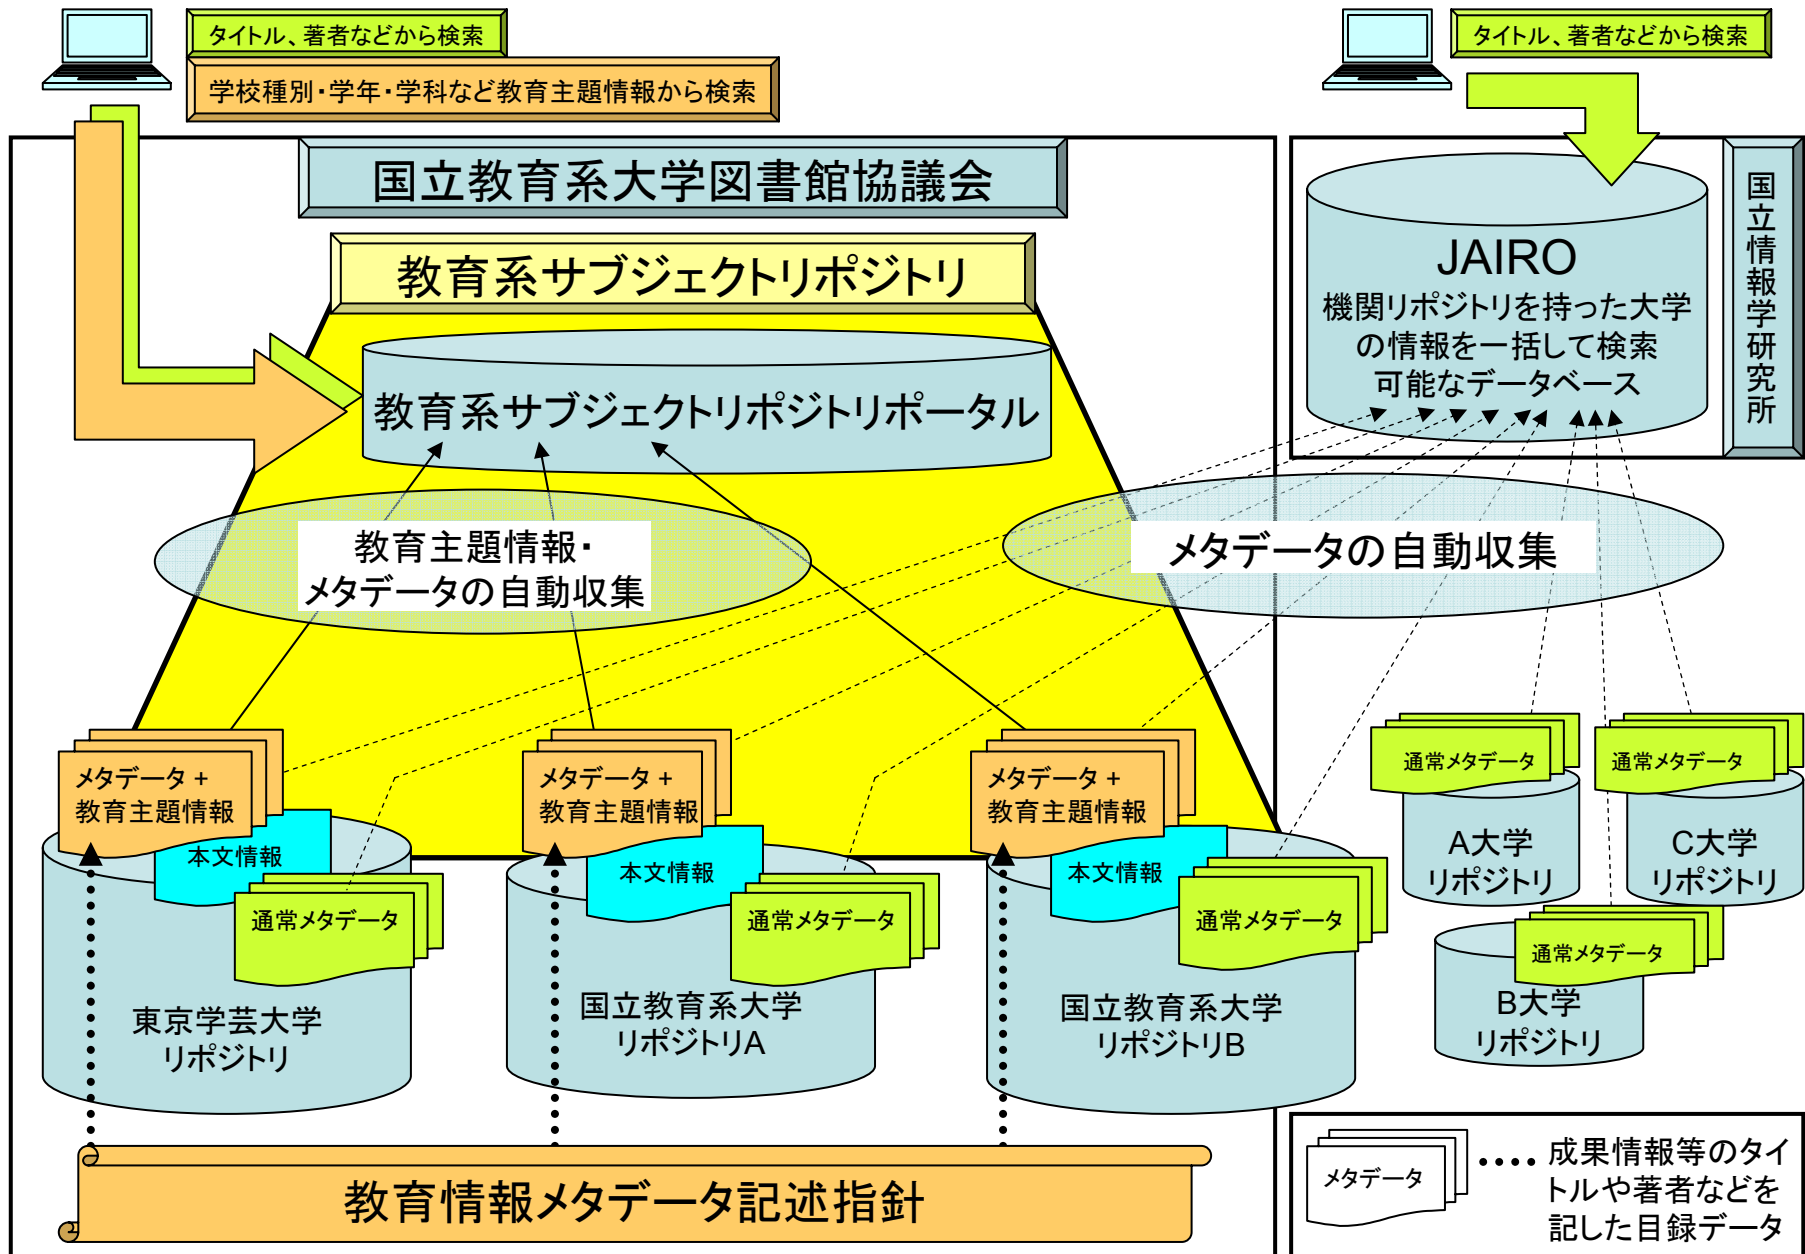 タイトル、著者などから検索
学校種別・学年・学科など教育主題情報から検索
タイトル、著者などから検索
国立教育系大学図書館協議会
教育系サブジェクトリポジトリ
教育系サブジェクトリポジトリポータル
教育主題情報・
メタデータの自動収集
JAIRO
機関リポジトリを持った大学
の情報を一括して検索
可能なデータベース
国立情報学研究所
メタデータの自動収集
メタデータ +
教育主題情報
本文情報
通常メタデータ
東京学芸大学
リポジトリ
メタデータ +
教育主題情報
本文情報
通常メタデータ
国立教育系大学
リポジトリA
メタデータ +
教育主題情報
本文情報
通常メタデータ
国立教育系大学
リポジトリB
通常メタデータ
A大学
リポジトリ
通常メタデータ
C大学
リポジトリ
通常メタデータ
B大学
リポジトリ
教育情報メタデータ記述指針
メタデータ
‥‥ 成果情報等のタイ
トルや著者などを
記した目録データ